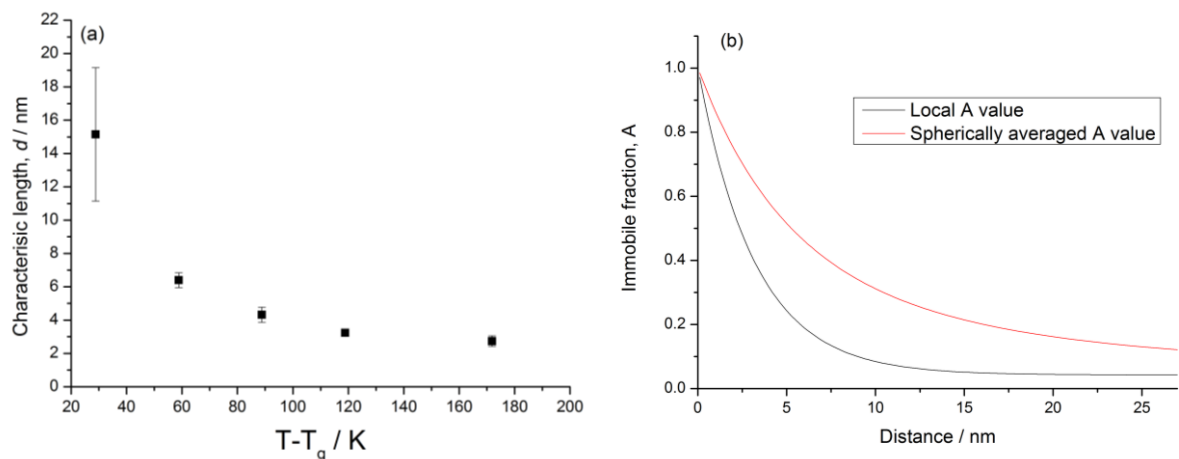 (a)
Characterisic length, d / nm
22
20
18
16
14
12
10
8
6
4
2
0
20 40 60 80 100 120 140 160 180 200
T-Tg / K
(b)
Local A value
Spherically averaged A value
Immobile fraction, A
1.0
0.8
0.6
0.4
0.2
0.0
0 5 10 15 20 25
Distance / nm